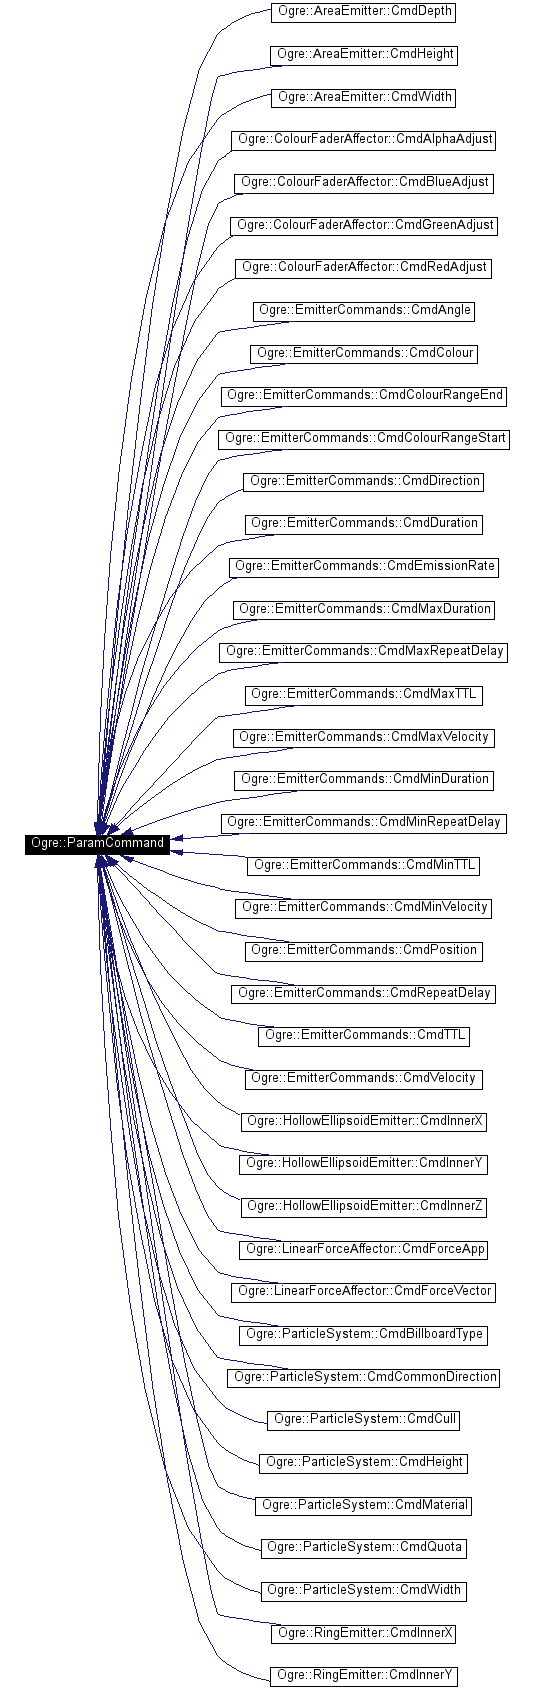 Ogre::AreaEmitter::CmdDepth
Ogre::AreaEmitter::CmdHeight
Ogre::AreaEmitter::CmdWidth
Ogre::ColourFaderAffector::CmdAlphaAdjust
Ogre::ColourFaderAffector::CmdBlueAdjust
Ogre::ColourFaderAffector::CmdGreenAdjust
Ogre::ColourFaderAffector::CmdRedAdjust
Ogre::EmitterCommands::CmdAngle
Ogre::EmitterCommands::CmdColour
Ogre::EmitterCommands::CmdColourRangeEnd
Ogre::EmitterCommands::CmdColourRangeStart
Ogre::EmitterCommands::CmdDirection
Ogre::EmitterCommands::CmdDuration
Ogre::EmitterCommands::CmdEmissionRate
Ogre::EmitterCommands::CmdMaxDuration
Ogre::EmitterCommands::CmdMaxRepeatDelay
Ogre::EmitterCommands::CmdMaxTTL
Ogre::EmitterCommands::CmdMaxVelocity
Ogre::EmitterCommands::CmdMinDuration
Ogre::EmitterCommands::CmdMinRepeatDelay
Ogre::ParamCommand
Ogre::EmitterCommands::CmdMinTTL
Ogre::EmitterCommands::CmdMinVelocity
Ogre::EmitterCommands::CmdPosition
Ogre::EmitterCommands::CmdRepeatDelay
Ogre::EmitterCommands::CmdTTL
Ogre::EmitterCommands::CmdVelocity
Ogre::HollowEllipsoidEmitter::CmdInnerX
Ogre::HollowEllipsoidEmitter::CmdInnerY
Ogre::HollowEllipsoidEmitter::CmdInnerZ
Ogre::LinearForceAffector::CmdForceApp
Ogre::LinearForceAffector::CmdForceVector
Ogre::ParticleSystem::CmdBillboardType
Ogre::ParticleSystem::CmdCommonDirection
Ogre::ParticleSystem::CmdCull
Ogre::ParticleSystem::CmdHeight
Ogre::ParticleSystem::CmdMaterial
Ogre::ParticleSystem::CmdQuota
Ogre::ParticleSystem::CmdWidth
Ogre::RingEmitter::CmdInnerX
Ogre::RingEmitter::CmdInnerY